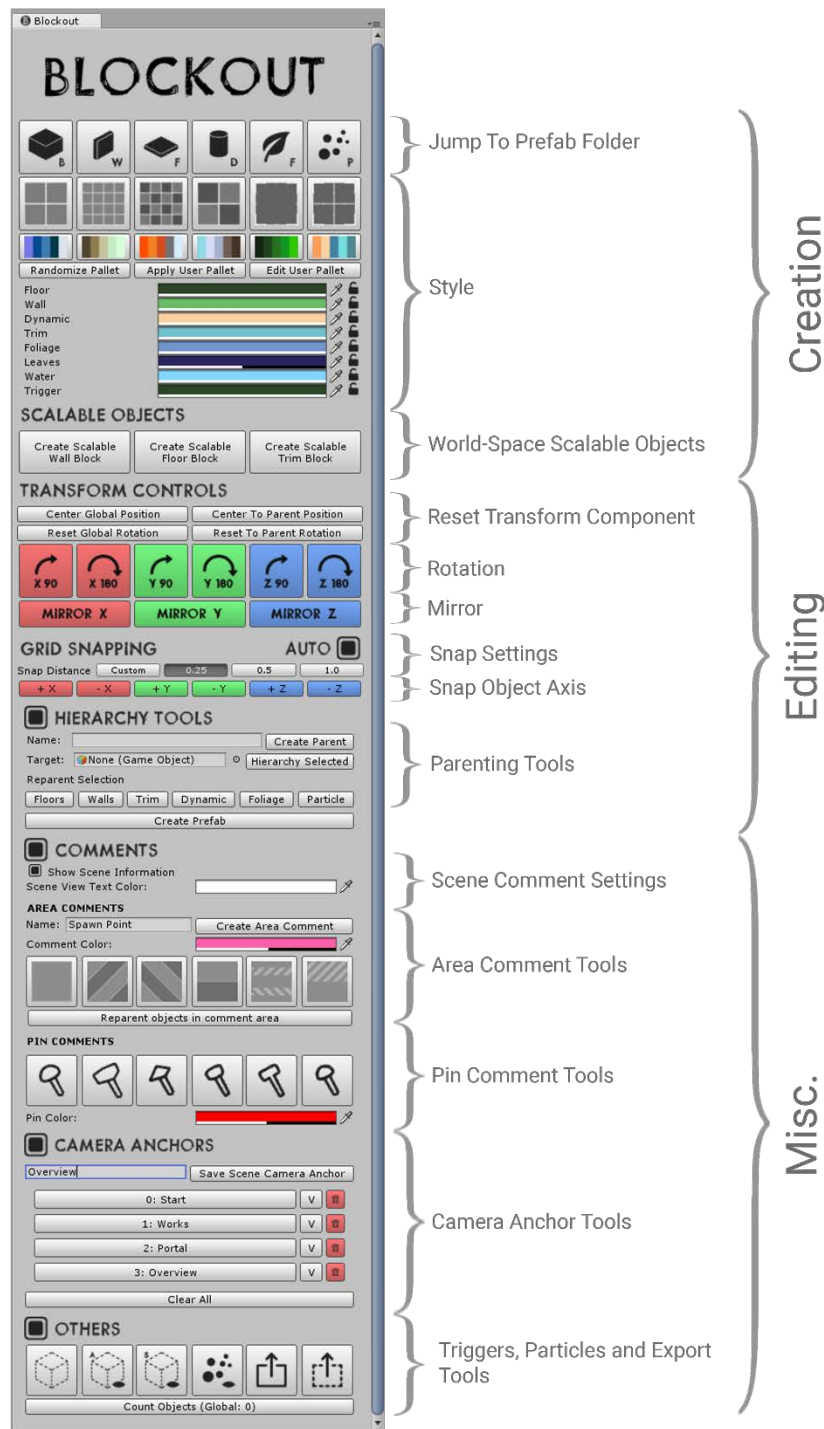 Blockout
BLOCKOUT
B W F D F P
Jump To Prefab Folder
Randomize Pallet Apply User Pallet Edit User Pallet
Floor
Wall
Dynamic
Trim
Foliage
Leaves
Water
Trigger
Style
Creation
SCALABLE OBJECTS
Create Scalable Wall Block
Create Scalable Floor Block
Create Scalable Trim Block
World-Space Scalable Objects
TRANSFORM CONTROLS
Center Global Position Center To Parent Position
Reset Global Rotation Reset To Parent Rotation
Reset Transform Component
X 90 X 180 Y 90 Y 180 Z 90 Z 180
Rotation
MIRROR X MIRROR Y MIRROR Z
Mirror
GRID SNAPPING AUTO
Snap Distance Custom 0.25 0.5 1.0
Snap Settings
+ X - X + Y - Y + Z - Z
Snap Object Axis
Editing
HIERARCHY TOOLS
Name: Create Parent
Target: None (Game Object) Hierarchy Selected
Reparent Selection
Floors Walls Trim Dynamic Foliage Particle
Create Prefab
Parenting Tools
COMMENTS
Show Scene Information
Scene View Text Color:
Scene Comment Settings
AREA COMMENTS
Name: Spawn Point Create Area Comment
Comment Color:
Reparent objects in comment area
Area Comment Tools
PIN COMMENTS
Pin Color:
Pin Comment Tools
Misc.
CAMERA ANCHORS
Overview Save Scene Camera Anchor
0: Start V
1: Works V
2: Portal V
3: Overview V
Clear All
Camera Anchor Tools
OTHERS
A S
Count Objects (Global: 0)
Triggers, Particles and Export
Tools